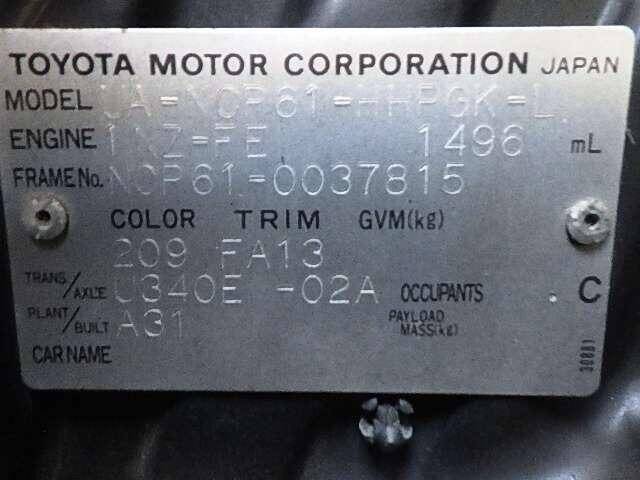 TOYOTA MOTOR CORPORATION JAPAN
MODEL UA-NCP61-HHPGK-L
ENGINE 1NZ-FE 1496 mL
FRAME No. NCP61-0037815
COLOR TRIM GVM(kg)
209 FA13
TRANS/AXLE U340E -02A OCCUPANTS C
PLANT/BUILT A31 PAYLOAD MASS(kg)
CAR NAME
30881